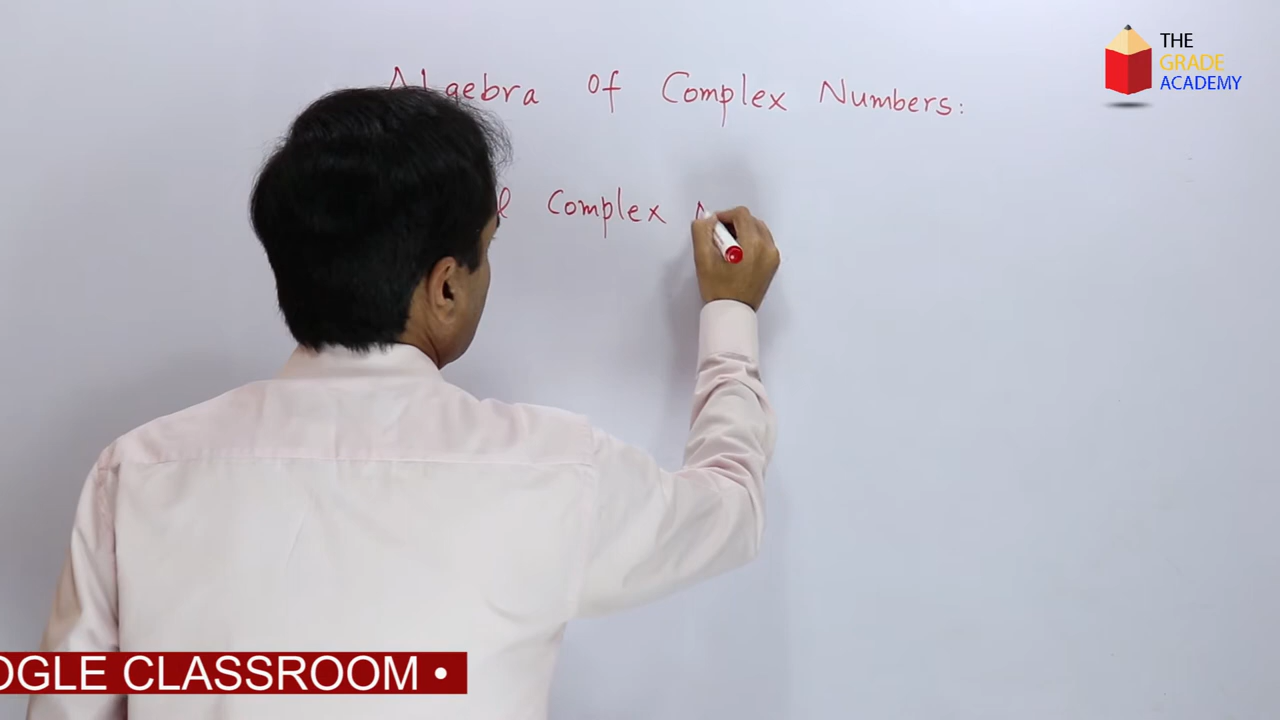 THE
GRADE
ACADEMY
Algebra of Complex Numbers:
Complex
OGLE CLASSROOM •